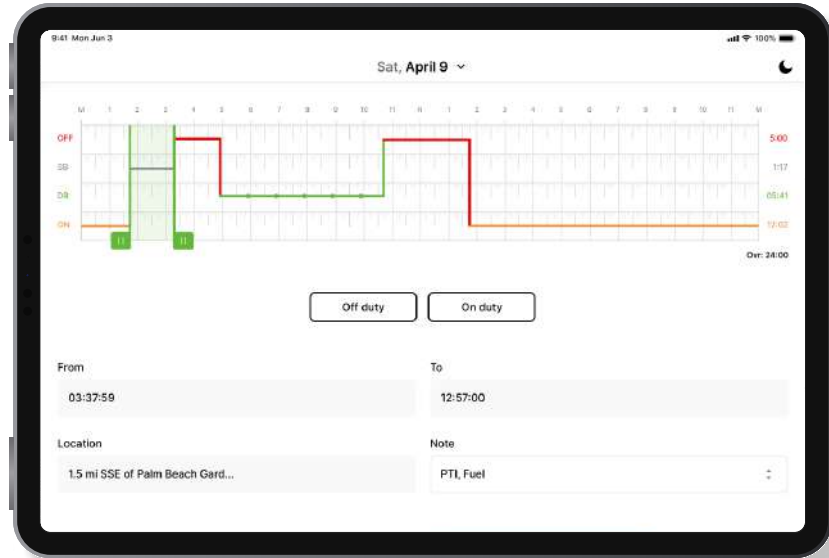 9:41 Mon Jun 3
100%
Sat, April 9
M 1 2 3 4 5 6 7 8 9 10 11 N 1 2 3 4 5 6 7 8 9 10 11 M
OFF 5:00
SB 1:17
DR 05:41
ON 12:02
Ovr: 24:00
Off duty On duty
From To
03:37:59 12:57:00
Location Note
1.5 mi SSE of Palm Beach Gard... PTI, Fuel